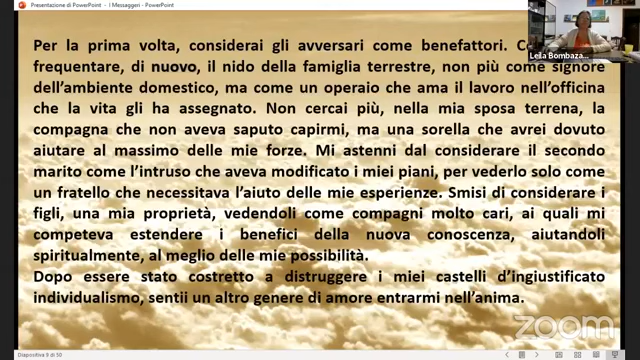 Presentazione di PowerPoint - I Messaggeri - PowerPoint
Per la prima volta, considerai gli avversari come benefattori.
frequentare, di nuovo, il nido della famiglia terrestre, non più come signore
dell'ambiente domestico, ma come un operaio che ama il lavoro nell'officina
che la vita gli ha assegnato. Non cercai più, nella mia sposa terrena, la
compagna che non aveva saputo capirmi, ma una sorella che avrei dovuto
aiutare al massimo delle mie forze. Mi astenni dal considerare il secondo
marito come l'intruso che aveva modificato i miei piani, per vederlo solo come
un fratello che necessitava l'aiuto delle mie esperienze. Smisi di considerare i
figli, una mia proprietà, vedendoli come compagni molto cari, ai quali mi
competeva estendere i benefici della nuova conoscenza, aiutandoli
spiritualmente, al meglio delle mie possibilità.
Dopo essere stato costretto a distruggere i miei castelli d'ingiustificato
individualismo, sentii un altro genere di amore entrarmi nell'anima.
Leila Bombaza...
zoom
Diapositiva 9 di 50